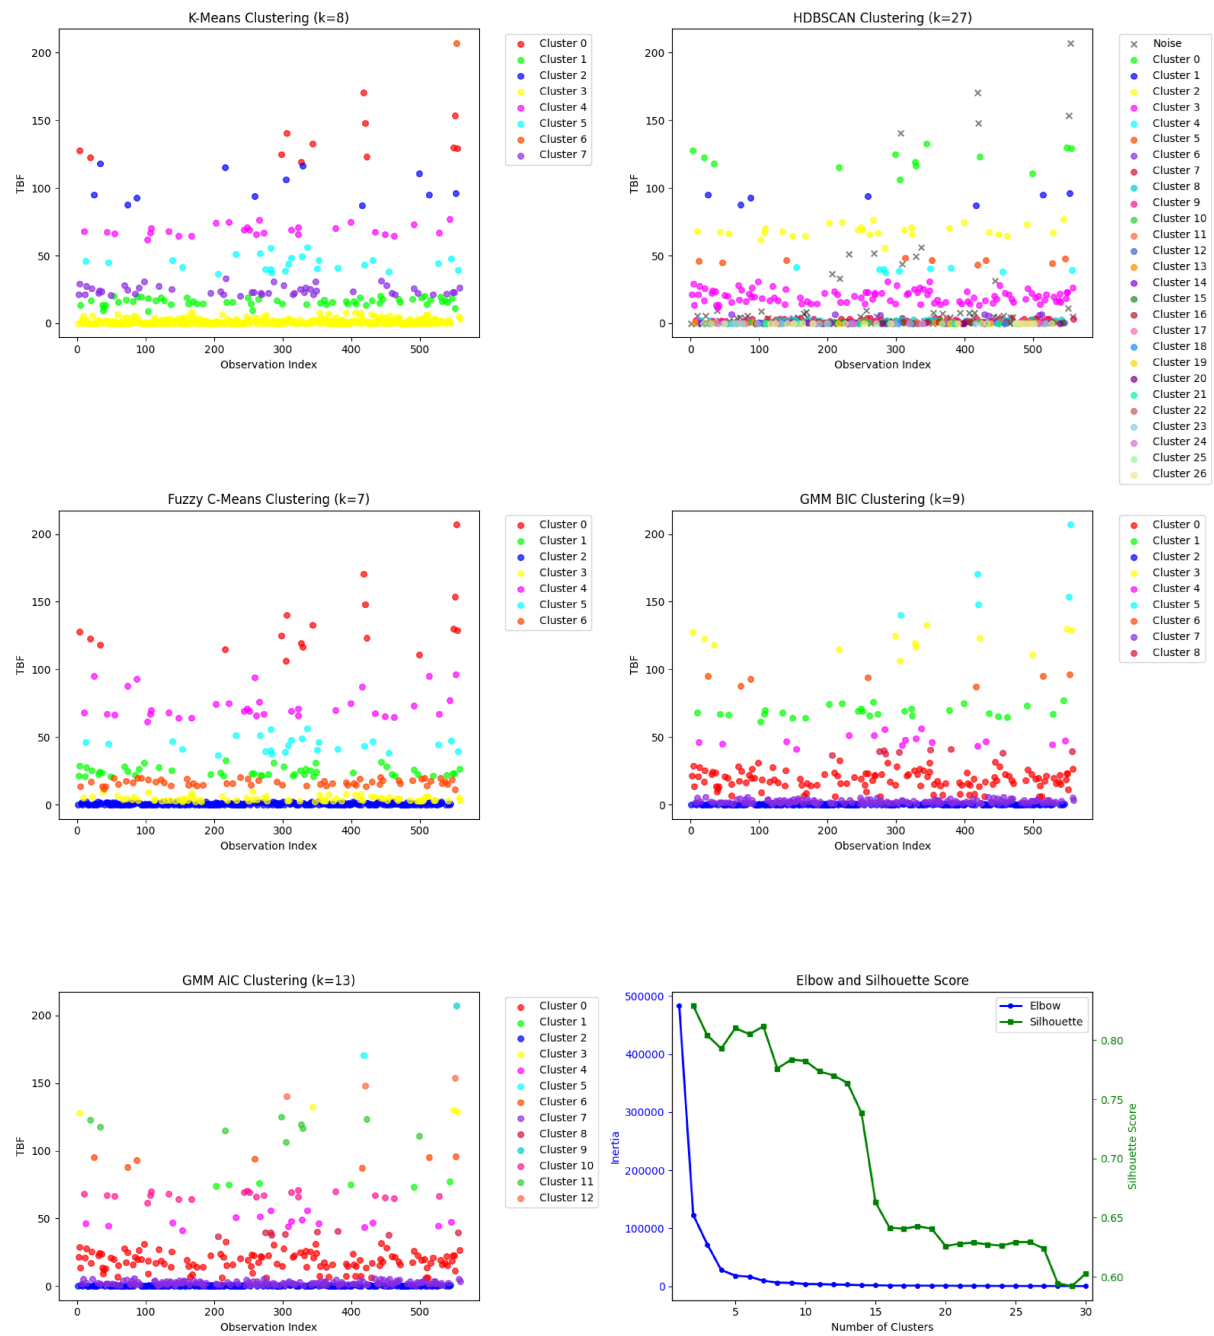 K-Means Clustering (k=8)
TBF
200
150
100
50
0
0 100 200 300 400 500
Observation Index
Cluster 0
Cluster 1
Cluster 2
Cluster 3
Cluster 4
Cluster 5
Cluster 6
Cluster 7
HDBSCAN Clustering (k=27)
TBF
200
150
100
50
0
0 100 200 300 400 500
Observation Index
Noise
Cluster 0
Cluster 1
Cluster 2
Cluster 3
Cluster 4
Cluster 5
Cluster 6
Cluster 7
Cluster 8
Cluster 9
Cluster 10
Cluster 11
Cluster 12
Cluster 13
Cluster 14
Cluster 15
Cluster 16
Cluster 17
Cluster 18
Cluster 19
Cluster 20
Cluster 21
Cluster 22
Cluster 23
Cluster 24
Cluster 25
Cluster 26
Fuzzy C-Means Clustering (k=7)
TBF
200
150
100
50
0
0 100 200 300 400 500
Observation Index
Cluster 0
Cluster 1
Cluster 2
Cluster 3
Cluster 4
Cluster 5
Cluster 6
GMM BIC Clustering (k=9)
TBF
200
150
100
50
0
0 100 200 300 400 500
Observation Index
Cluster 0
Cluster 1
Cluster 2
Cluster 3
Cluster 4
Cluster 5
Cluster 6
Cluster 7
Cluster 8
GMM AIC Clustering (k=13)
TBF
200
150
100
50
0
0 100 200 300 400 500
Observation Index
Cluster 0
Cluster 1
Cluster 2
Cluster 3
Cluster 4
Cluster 5
Cluster 6
Cluster 7
Cluster 8
Cluster 9
Cluster 10
Cluster 11
Cluster 12
Elbow and Silhouette Score
Inertia
500000
400000
300000
200000
100000
0
Elbow
Silhouette
0.80
0.75
0.70
0.65
0.60
Silhouette Score
5 10 15 20 25 30
Number of Clusters